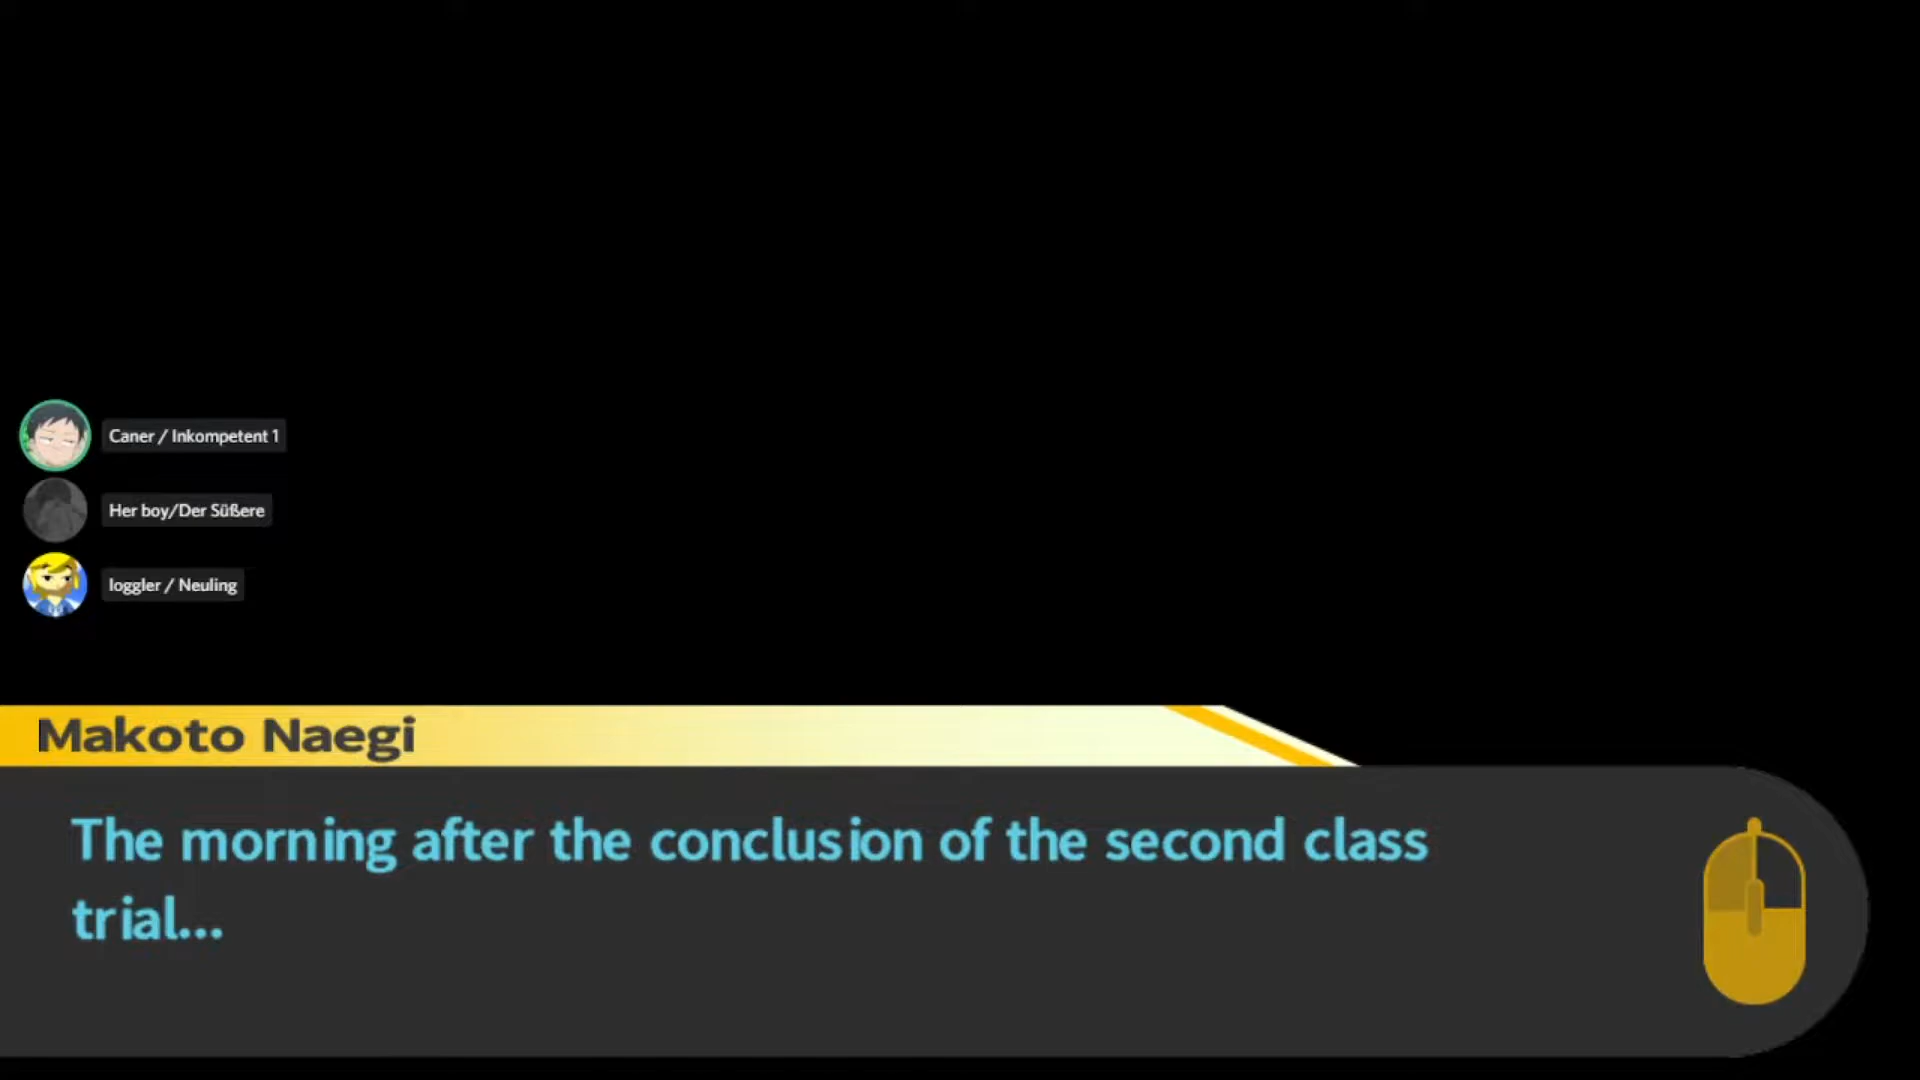 Caner / Inkompetent 1
Her boy/Der Süßere
loggler / Neuling
Makoto Naegi
The morning after the conclusion of the second class
trial...